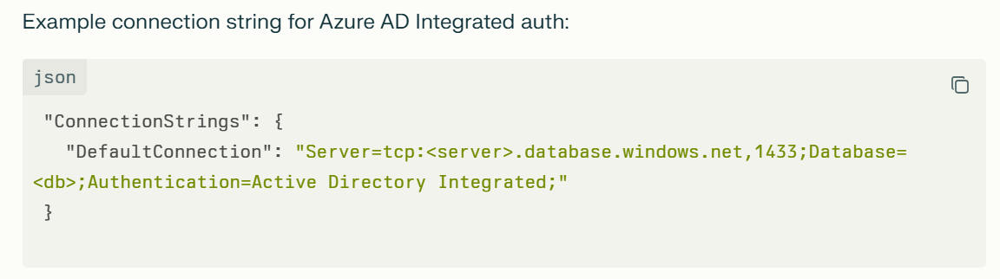 Example connection string for Azure AD Integrated auth:
json
"ConnectionStrings": {
"DefaultConnection": "Server=tcp:<server>.database.windows.net,1433;Database=
<db>;Authentication=Active Directory Integrated;"
}